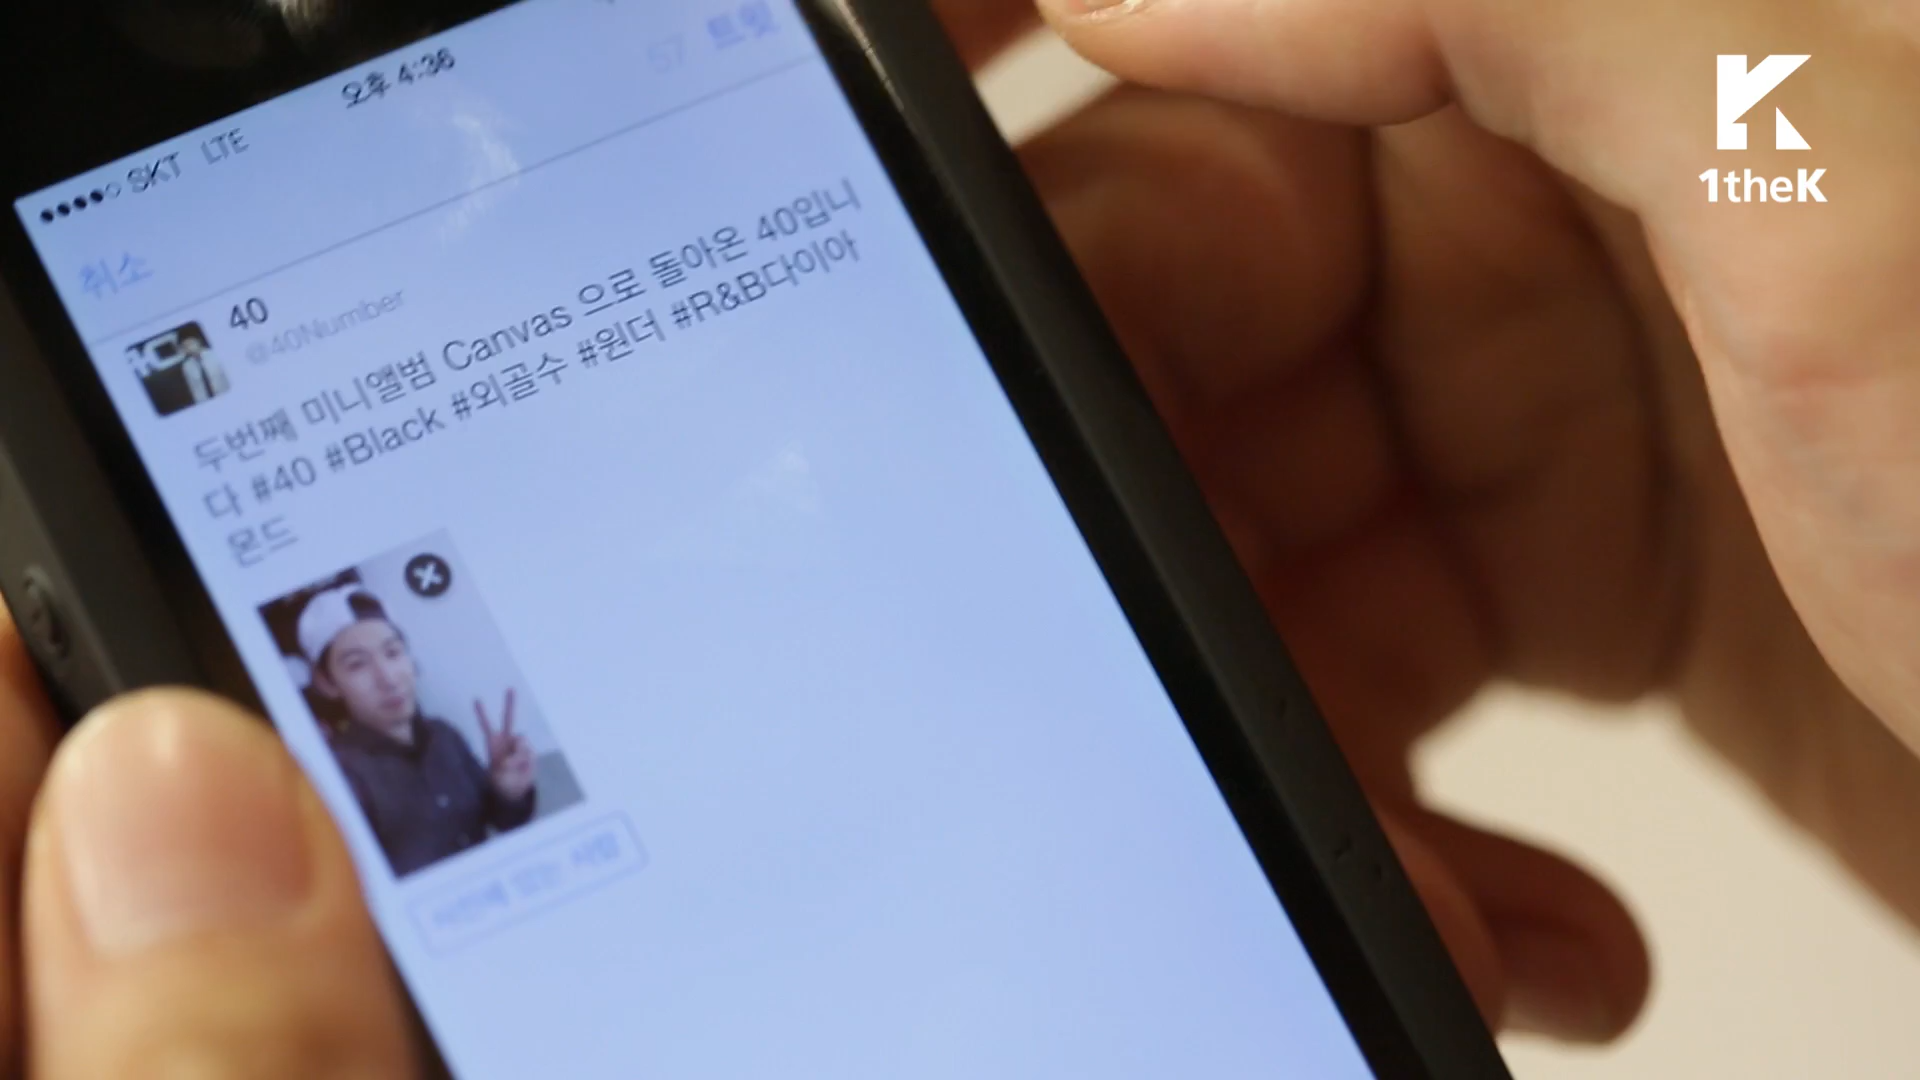 오후 4:36
SKT LTE
57 트윗
취소
40
@40Number
두번째 미니앨범 Canvas 으로 돌아온 40입니
다 #40 #Black #외골수 #원더 #R&B다이아
몬드
1theK